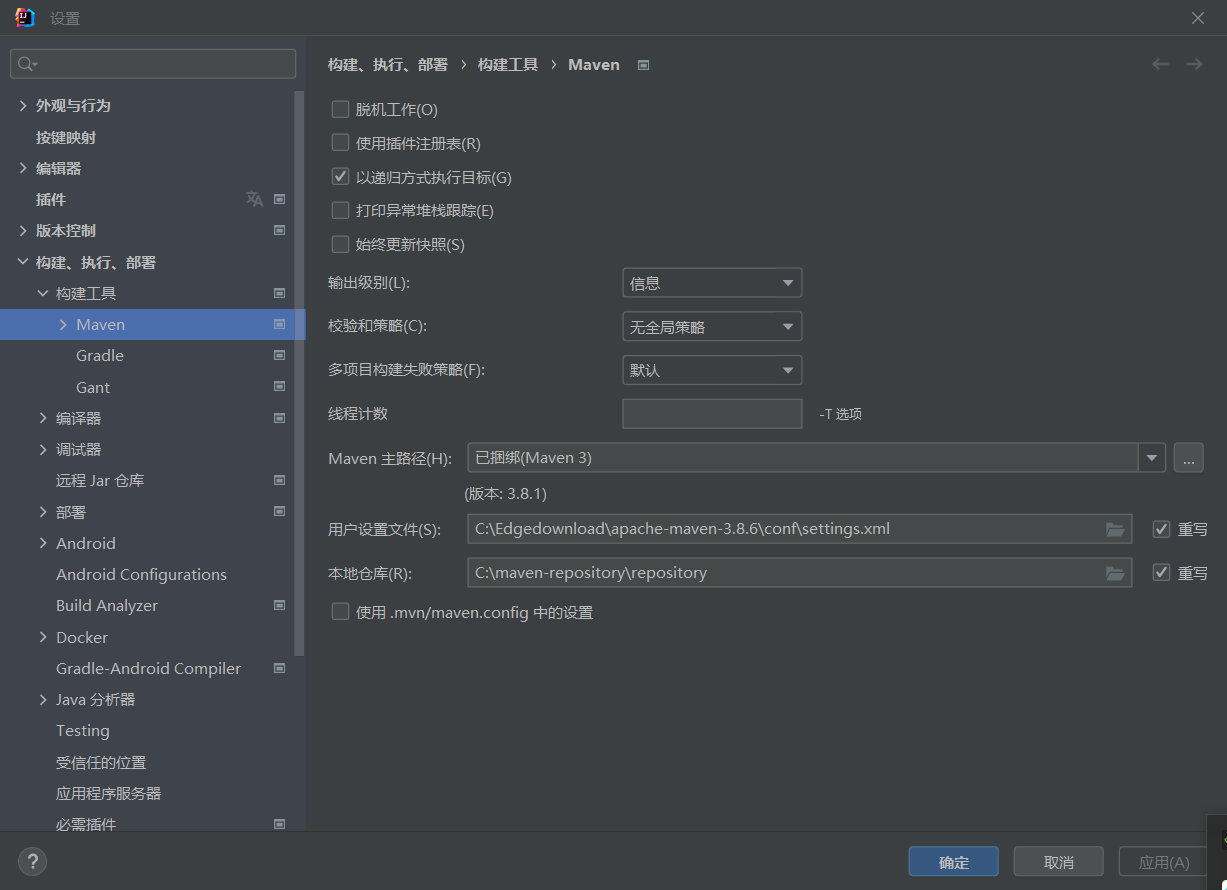 设置
外观与行为
按键映射
编辑器
插件
版本控制
构建、执行、部署
构建工具
Maven
Gradle
Gant
编译器
调试器
远程 Jar 仓库
部署
Android
Android Configurations
Build Analyzer
Docker
Gradle-Android Compiler
Java 分析器
Testing
受信任的位置
应用程序服务器
必需插件
构建、执行、部署 › 构建工具 › Maven
脱机工作(O)
使用插件注册表(R)
以递归方式执行目标(G)
打印异常堆栈跟踪(E)
始终更新快照(S)
输出级别(L): 信息
校验和策略(C): 无全局策略
多项目构建失败策略(F): 默认
线程计数 -T 选项
Maven 主路径(H): 已捆绑(Maven 3) ...
(版本: 3.8.1)
用户设置文件(S): C:\Edgedownload\apache-maven-3.8.6\conf\settings.xml 重写
本地仓库(R): C:\maven-repository\repository 重写
使用 .mvn/maven.config 中的设置
? 确定 取消 应用(A)